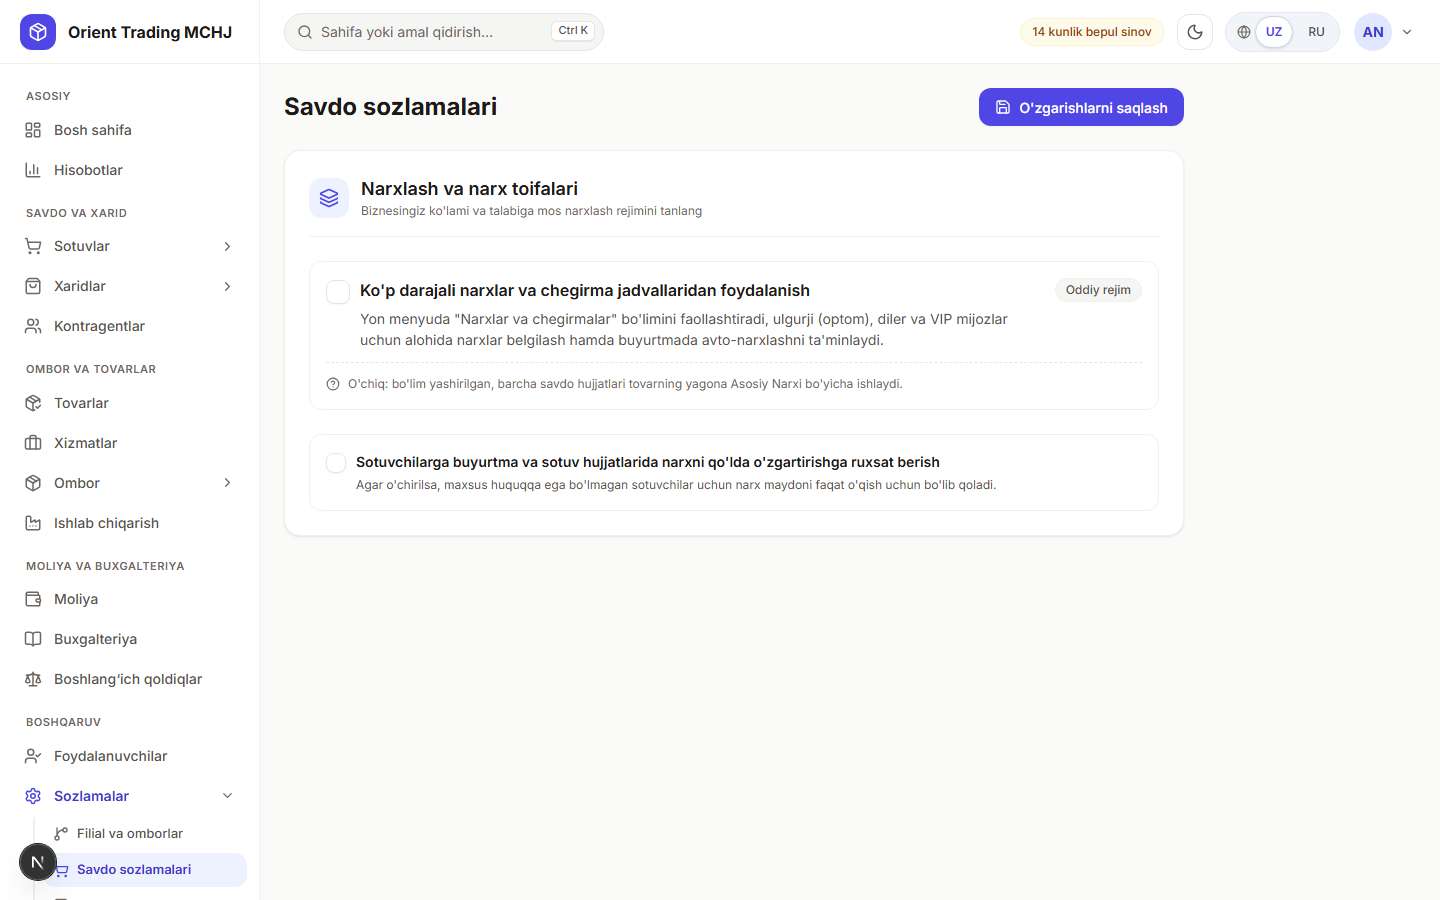 Orient Trading MCHJ
Sahifa yoki amal qidirish...
Ctrl K
14 kunlik bepul sinov
UZ
RU
AN
ASOSIY
Bosh sahifa
Hisobotlar
SAVDO VA XARID
Sotuvlar
Xaridlar
Kontragentlar
OMBOR VA TOVARLAR
Tovarlar
Xizmatlar
Ombor
Ishlab chiqarish
MOLIYA VA BUXGALTERIYA
Moliya
Buxgalteriya
Boshlang'ich qoldiqlar
BOSHQARUV
Foydalanuvchilar
Sozlamalar
Filial va omborlar
N
Savdo sozlamalari
Savdo sozlamalari
O'zgarishlarni saqlash
Narxlash va narx toifalari
Biznesingiz ko'lami va talabiga mos narxlash rejimini tanlang
Ko'p darajali narxlar va chegirma jadvallaridan foydalanish
Oddiy rejim
Yon menyuda "Narxlar va chegirmalar" bo'limini faollashtiradi, ulgurji (optom), diler va VIP mijozlar
uchun alohida narxlar belgilash hamda buyurtmada avto-narxlashni ta'minlaydi.
O'chiq: bo'lim yashirilgan, barcha savdo hujjatlari tovarning yagona Asosiy Narxi bo'yicha ishlaydi.
Sotuvchilarga buyurtma va sotuv hujjatlarida narxni qo'lda o'zgartirishga ruxsat berish
Agar o'chirilsa, maxsus huquqqa ega bo'lmagan sotuvchilar uchun narx maydoni faqat o'qish uchun bo'lib qoladi.